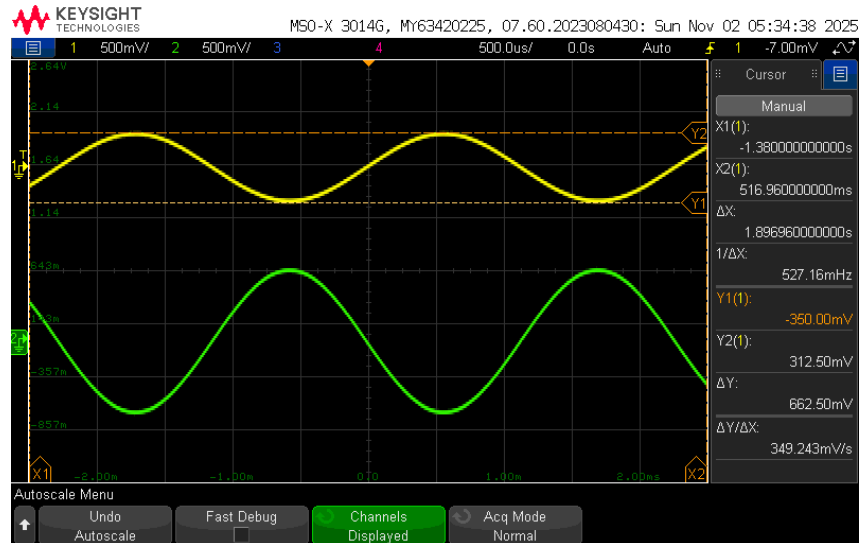 KEYSIGHT
TECHNOLOGIES
MSO-X 3014G, MY63420225, 07.60.2023080430: Sun Nov 02 05:34:38 2025
1 500mV/ 2 500mV/ 3 4 500.0us/ 0.0s Auto 1 -7.00mV
2.64V
2.14
1.64
1.14
643m
143m
-357m
-857m
T
1
2
Y2
Y1
X1
X2
-2.00m -1.00m 0.0 1.00m 2.00ms
Cursor
Manual
X1(1):
-1.380000000000s
X2(1):
516.960000000ms
ΔX:
1.896960000000s
1/ΔX:
527.16mHz
Y1(1):
-350.00mV
Y2(1):
312.50mV
ΔY:
662.50mV
ΔY/ΔX:
349.243mV/s
Autoscale Menu
Undo
Autoscale
Fast Debug
Channels
Displayed
Acq Mode
Normal